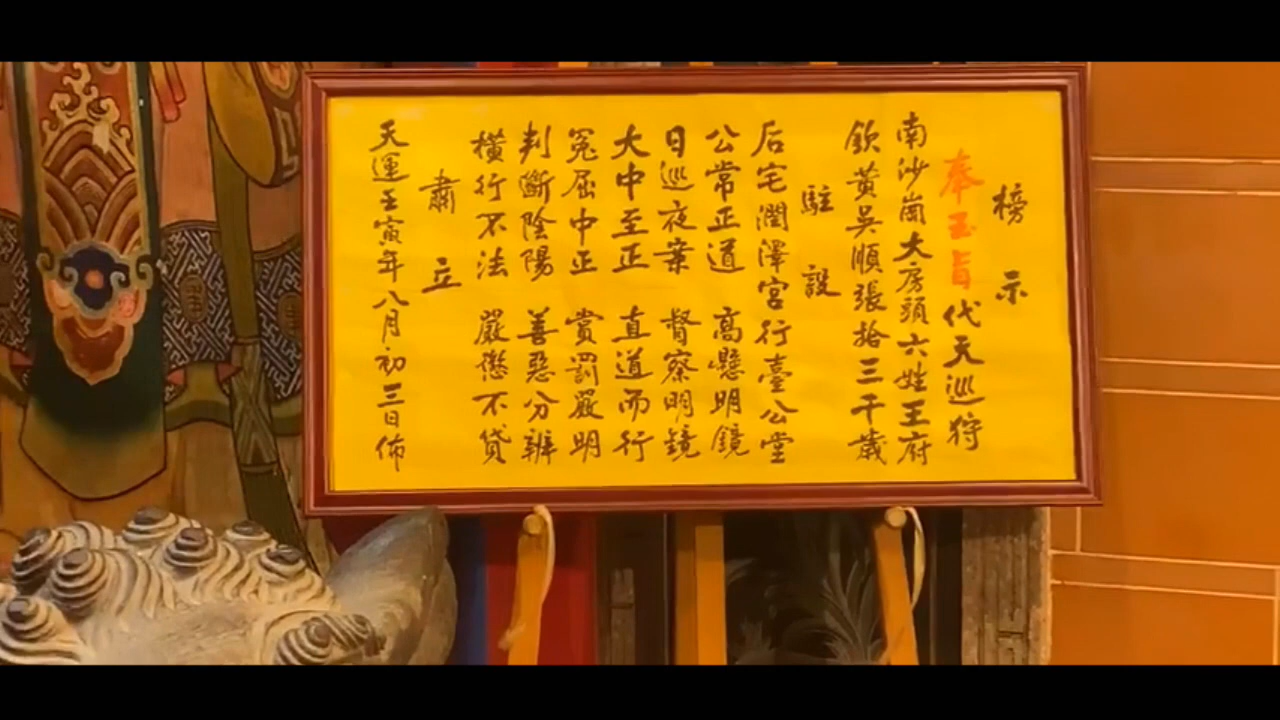 榜示
奉玉旨代天巡狩
南沙崗大房頭六姓王府
欽黃吳順張拾三千歲
駐設
后宅潤澤宮行臺公堂
公常正道 高懸明鏡
日巡夜案 督察明鏡
大中至正 直道而行
冤屈中正 賞罰嚴明
判斷陰陽 善惡分辨
橫行不法 嚴懲不貸
肅立
天運壬寅年八月初三日佈